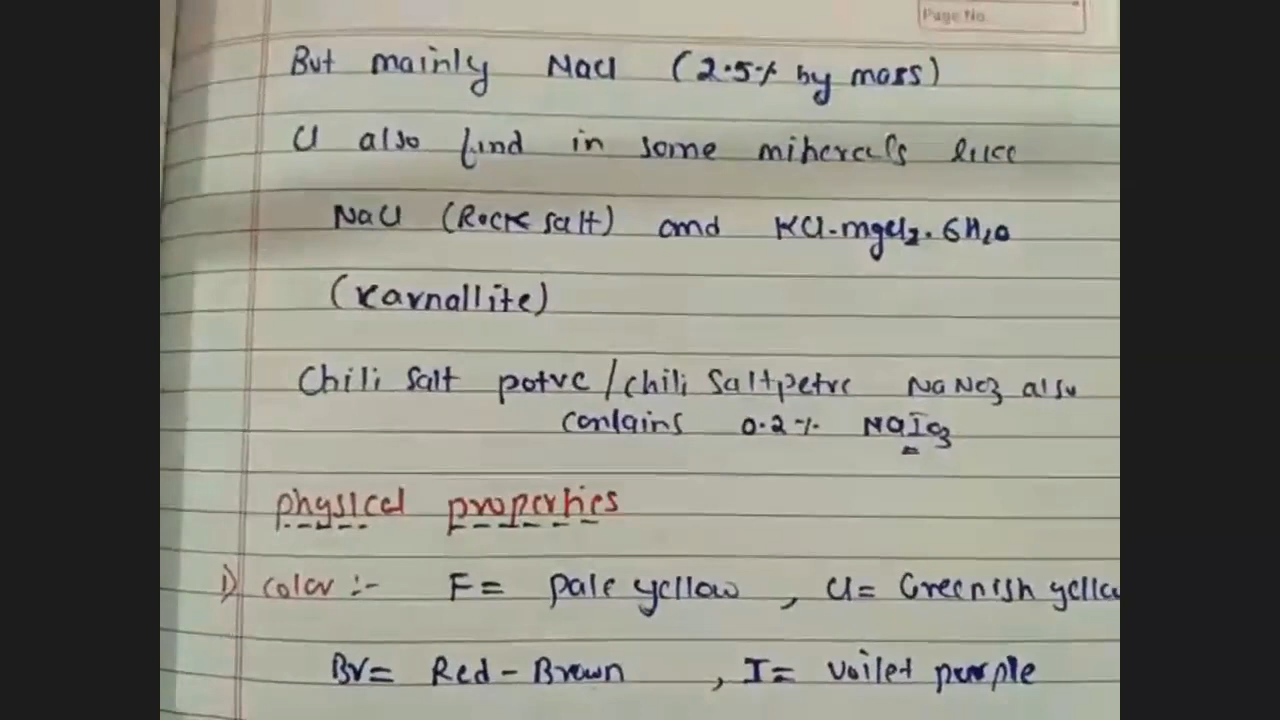 Page No.
But mainly NaCl (2.5% by mass)
Cl also find in some minerals like
NaCl (Rock salt) and KCl.mgcl₂.6H₂O
(Karnallite)
Chili salt potre/chili Saltpetre NaNO₃ also
contains 0.2% NaIO₃
physical properties
1) color :- F= pale yellow , Cl= Greenish yello
Br= Red-Brown , I= voilet purple